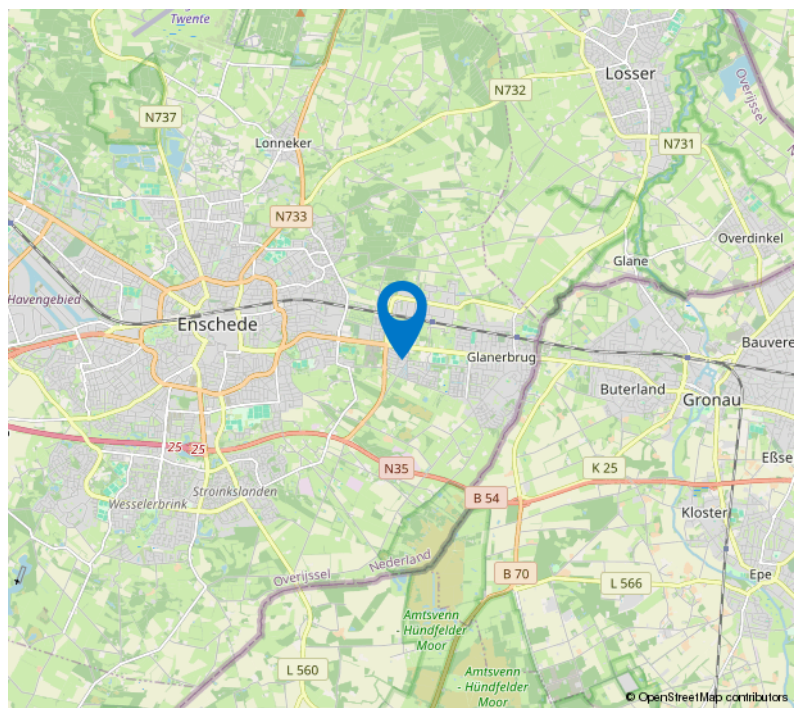 Twente
Losser
N732
Overijssel
N737
Lonneker
N731
N733
Overdinkel
Glane
Havengebied
Enschede
Bauvere
Glanerbrug
Buterland
Gronau
25
25
N35
K 25
Eßse
Wesselerbrink
Stroinkslanden
B 54
Kloster
Nederland
Overijssel
B 70
L 566
Epe
Amtsvenn
- Hündfelder
Moor
L 560
Amtsvenn
- Hündfelder
Moor
© OpenStreetMap contributors